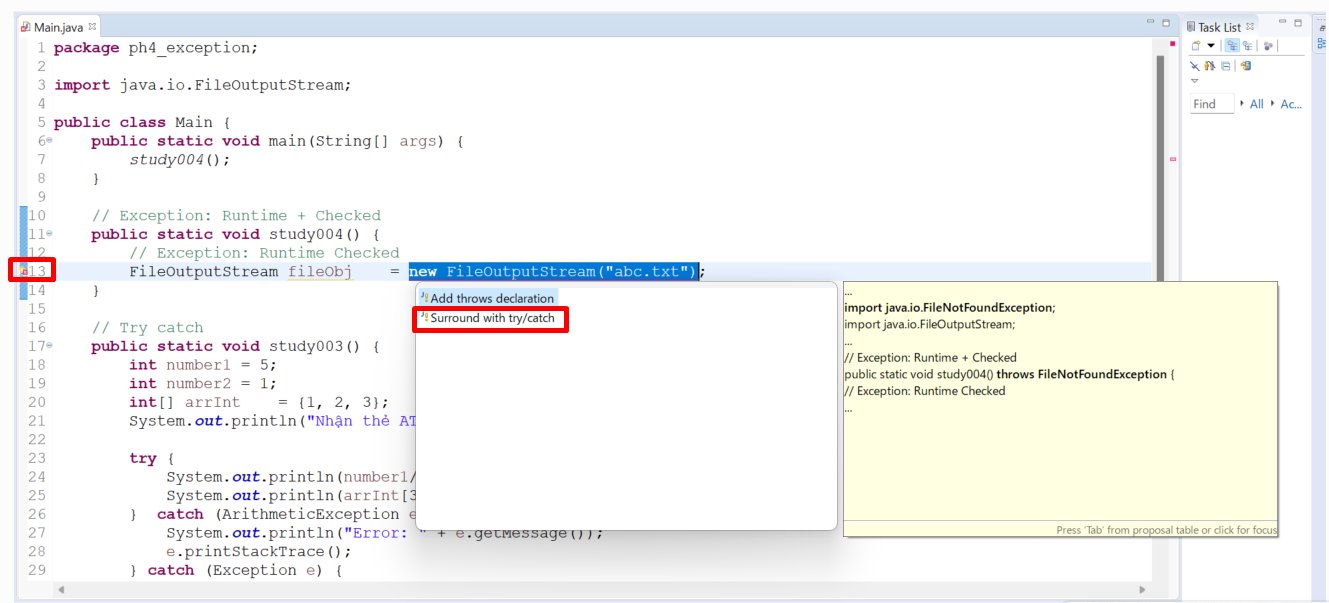 Main.java
Task List
1 package ph4_exception;
2
3 import java.io.FileOutputStream;
4
5 public class Main {
6 public static void main(String[] args) {
7 study004();
8 }
9
10 // Exception: Runtime + Checked
11 public static void study004() {
12 // Exception: Runtime Checked
13 FileOutputStream fileObj = new FileOutputStream("abc.txt");
14 }
15
16 // Try catch
17 public static void study003() {
18 int number1 = 5;
19 int number2 = 1;
20 int[] arrInt = {1, 2, 3};
21 System.out.println("Nhận thẻ AT
22
23 try {
24 System.out.println(number1/
25 System.out.println(arrInt[3
26 } catch (ArithmeticException e
27 System.out.println("Error: " + e.getMessage());
28 e.printStackTrace();
29 } catch (Exception e) {
Add throws declaration
Surround with try/catch
...
import java.io.FileNotFoundException;
import java.io.FileOutputStream;
...
// Exception: Runtime + Checked
public static void study004() throws FileNotFoundException {
// Exception: Runtime Checked
...
Press 'Tab' from proposal table or click for focus
Find All Ac...